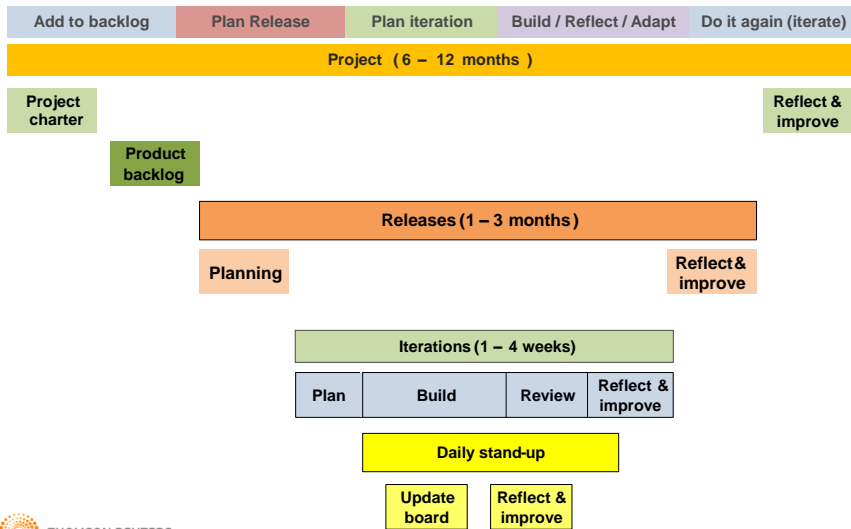 Add to backlog
Plan Release
Plan iteration
Build / Reflect / Adapt
Do it again (iterate)
Project ( 6 – 12 months )
Project
charter
Reflect &
improve
Product
backlog
Releases (1 – 3 months )
Planning
Reflect &
improve
Iterations (1 – 4 weeks)
Plan
Build
Review
Reflect &
improve
Daily stand-up
Update
board
Reflect &
improve